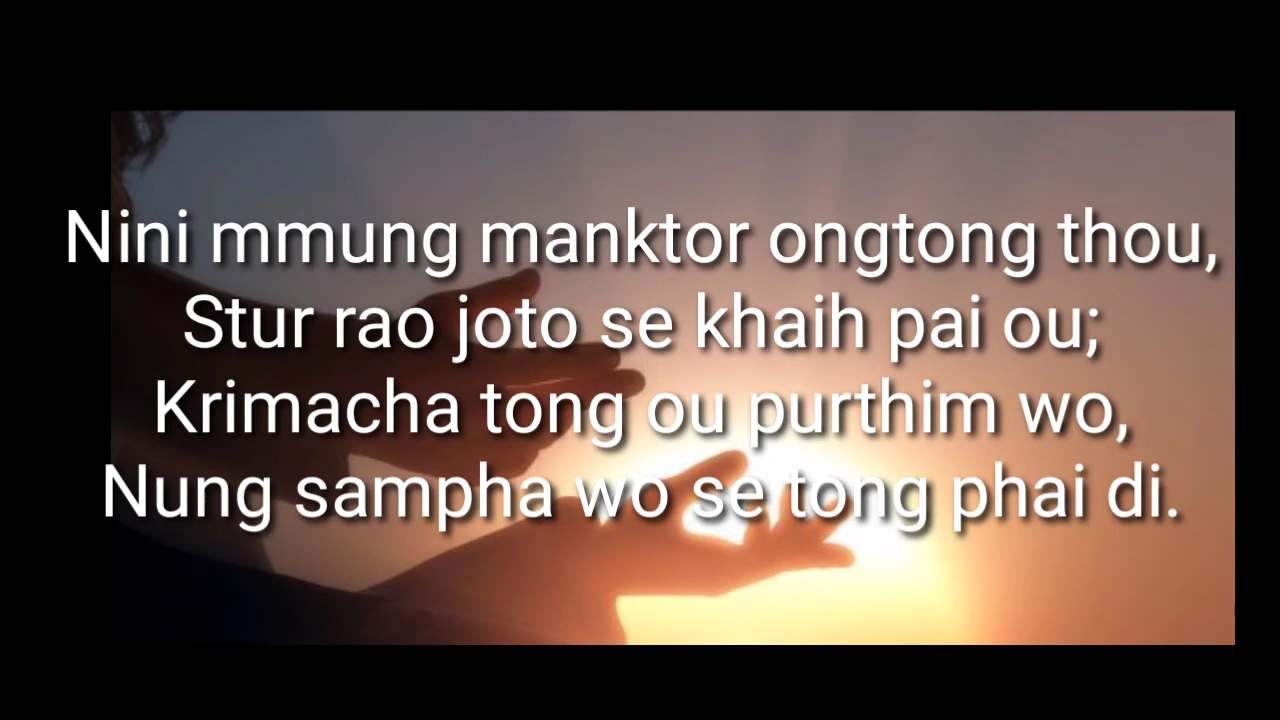 Nini mmung manktor ongtong thou,
Stur rao joto se khaih pai ou;
Krimacha tong ou purthim wo,
Nung sampha wo se tong phai di.